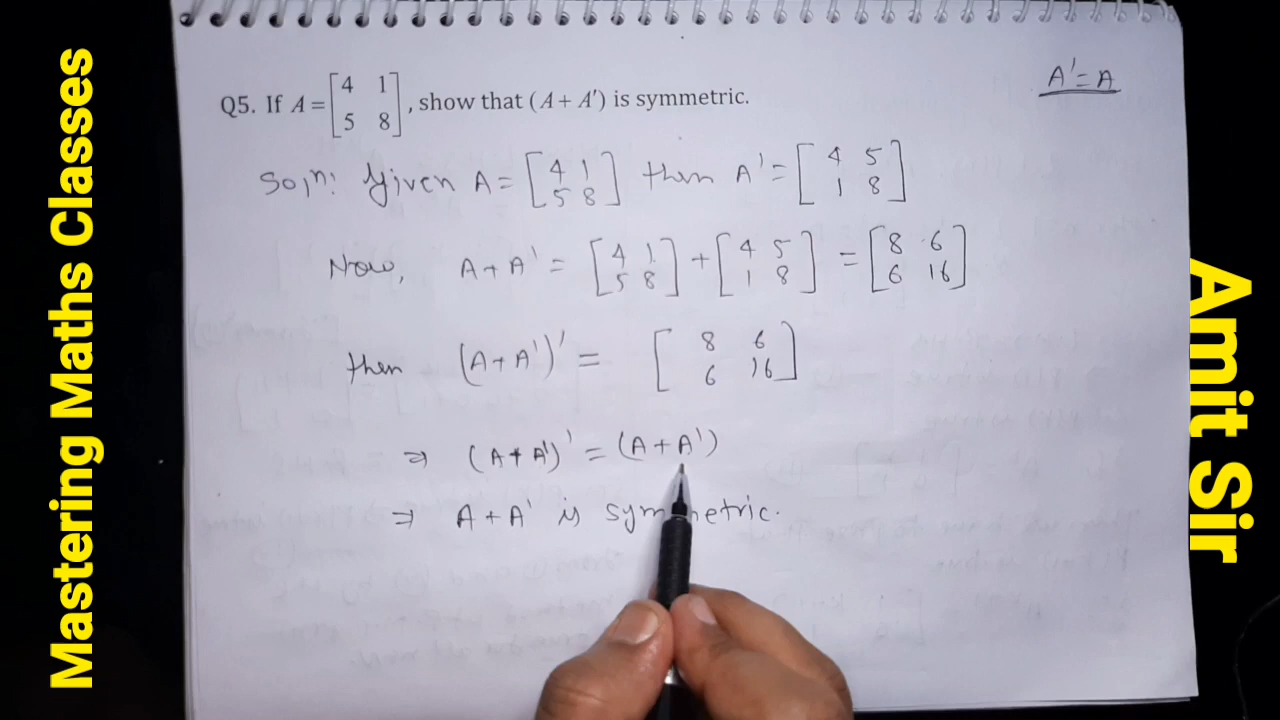 Mastering Maths Classes
A' = A
Q5. If A = [4 1 5 8], show that (A + A') is symmetric.
Soln: Given A = [4 1 5 8] then A' = [4 5 1 8]
Now, A + A' = [4 1 5 8] + [4 5 1 8] = [8 6 6 16]
then (A + A')' = [8 6 6 16]
⇒ (A + A')' = (A + A')
⇒ A + A' is symmetric.
Amit Sir